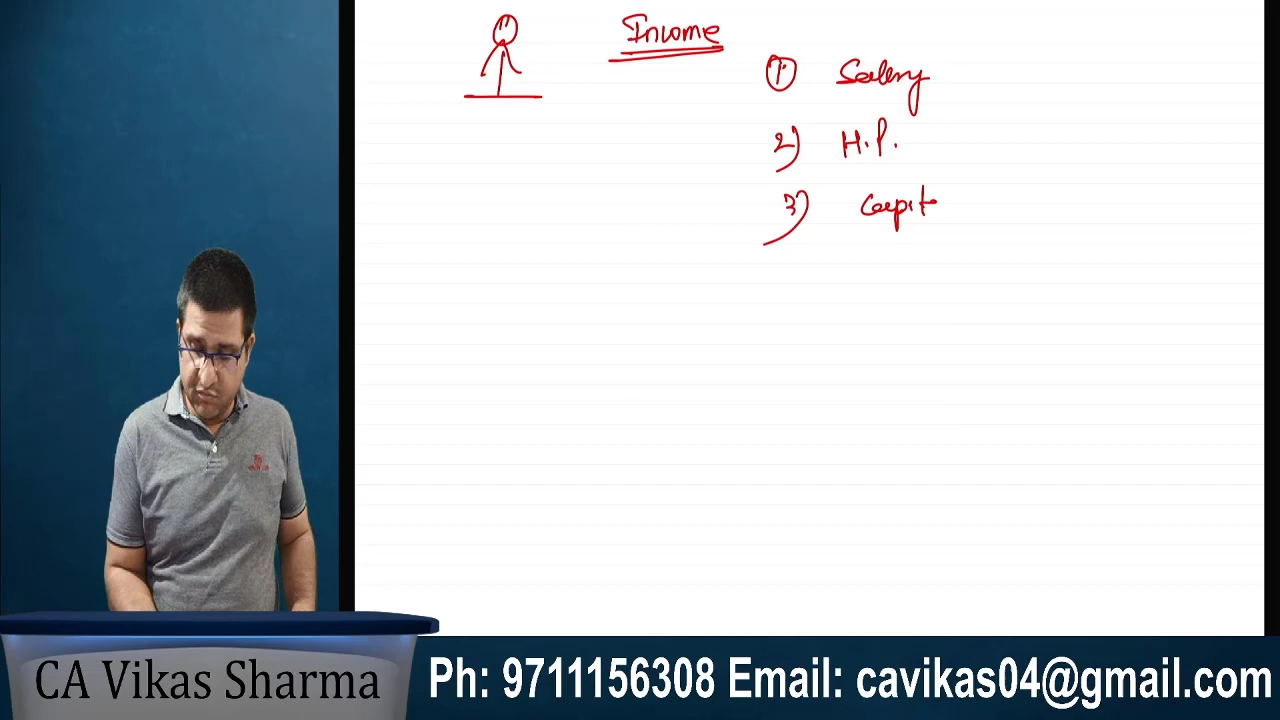 Income
1 Salary
2) H.P.
3) Capit
CA Vikas Sharma
Ph: 9711156308 Email: cavikas04@gmail.com